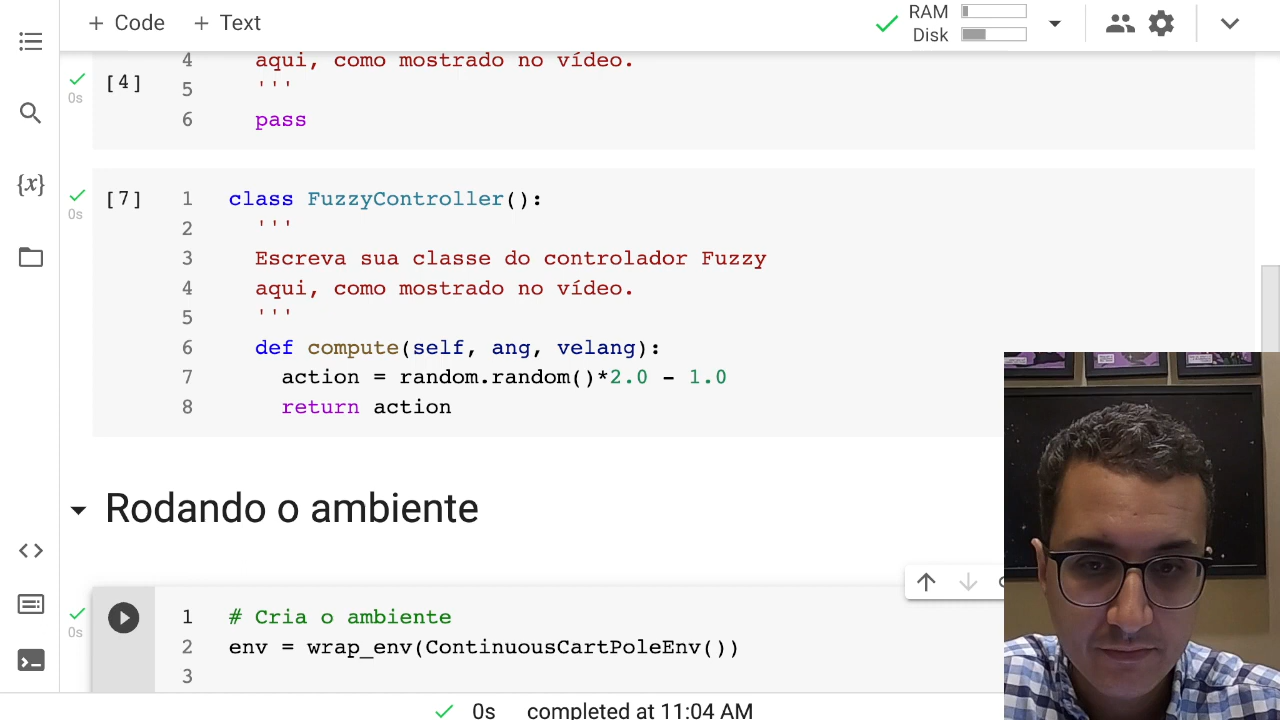 + Code + Text
RAM
Disk
[4]
0s
4 aqui, como mostrado no vídeo.
5 '''
6 pass
[7]
0s
1 class FuzzyController():
2 '''
3 Escreva sua classe do controlador Fuzzy
4 aqui, como mostrado no vídeo.
5 '''
6 def compute(self, ang, velang):
7 action = random.random()*2.0 - 1.0
8 return action
{x}
Rodando o ambiente
0s
1 # Cria o ambiente
2 env = wrap_env(ContinuousCartPoleEnv())
3
0s completed at 11:04 AM